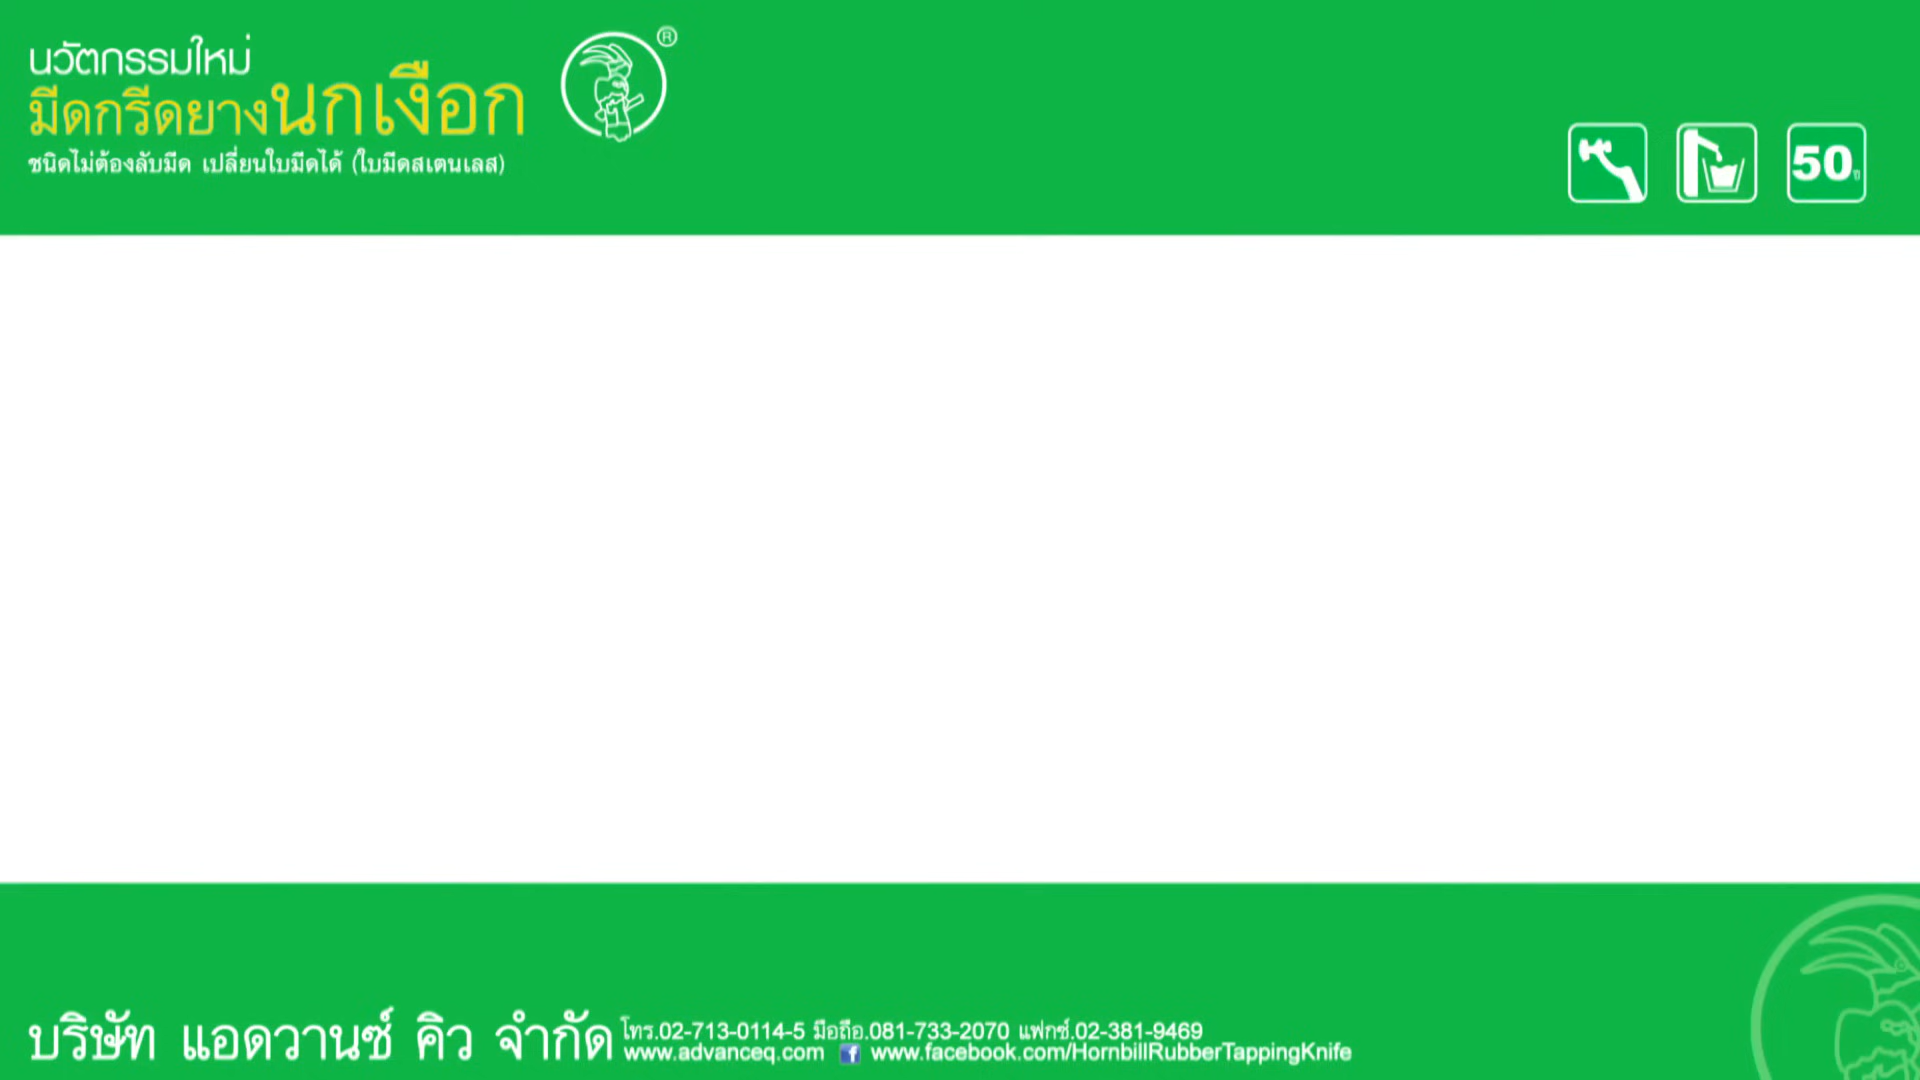 นวัตกรรมใหม่
มีดกรีดยางนกเงือก
ชนิดไม่ต้องลับมีด เปลี่ยนใบมีดได้ (ใบมีดสเตนเลส)
®
50 ปี
บริษัท แอดวานซ์ คิว จำกัด
โทร.02-713-0114-5 มือถือ.081-733-2070 แฟกซ์.02-381-9469
www.advanceq.com f www.facebook.com/HornbillRubberTappingKnife